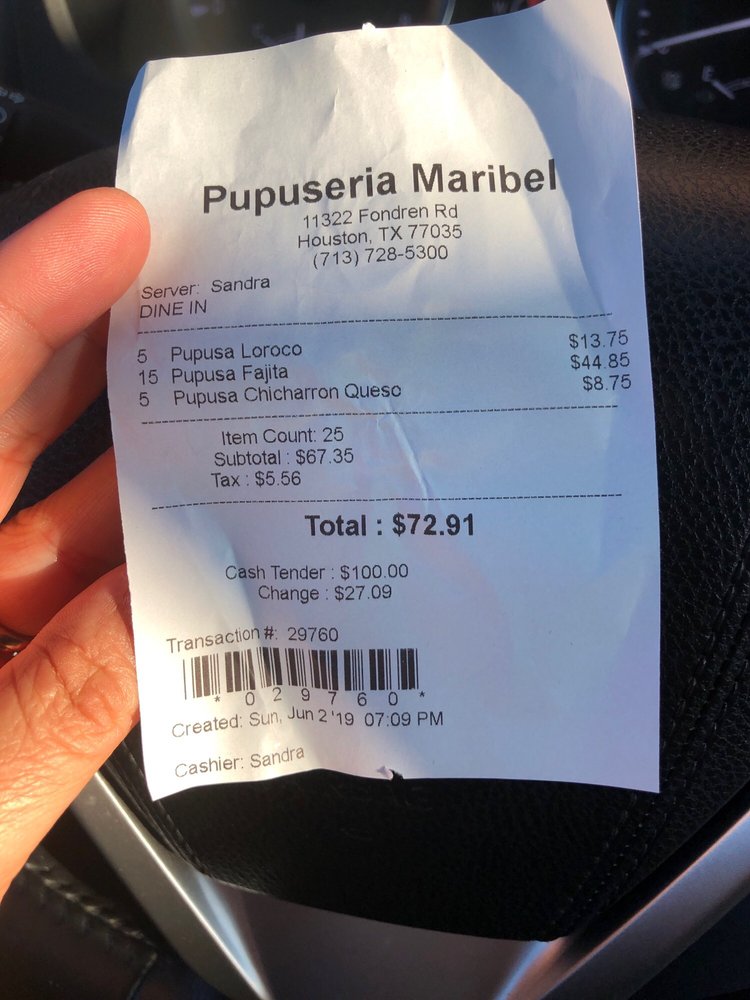 Pupuseria Maribel
11322 Fondren Rd
Houston, TX 77035
(713) 728-5300
Server: Sandra
DINE IN
5 Pupusa Loroco $13.75
15 Pupusa Fajita $44.85
5 Pupusa Chicharron Queso $8.75
Item Count: 25
Subtotal : $67.35
Tax : $5.56
Total : $72.91
Cash Tender : $100.00
Change : $27.09
Transaction #: 29760
* 0 2 9 7 6 0 *
Created: Sun, Jun 2 '19 07:09 PM
Cashier: Sandra